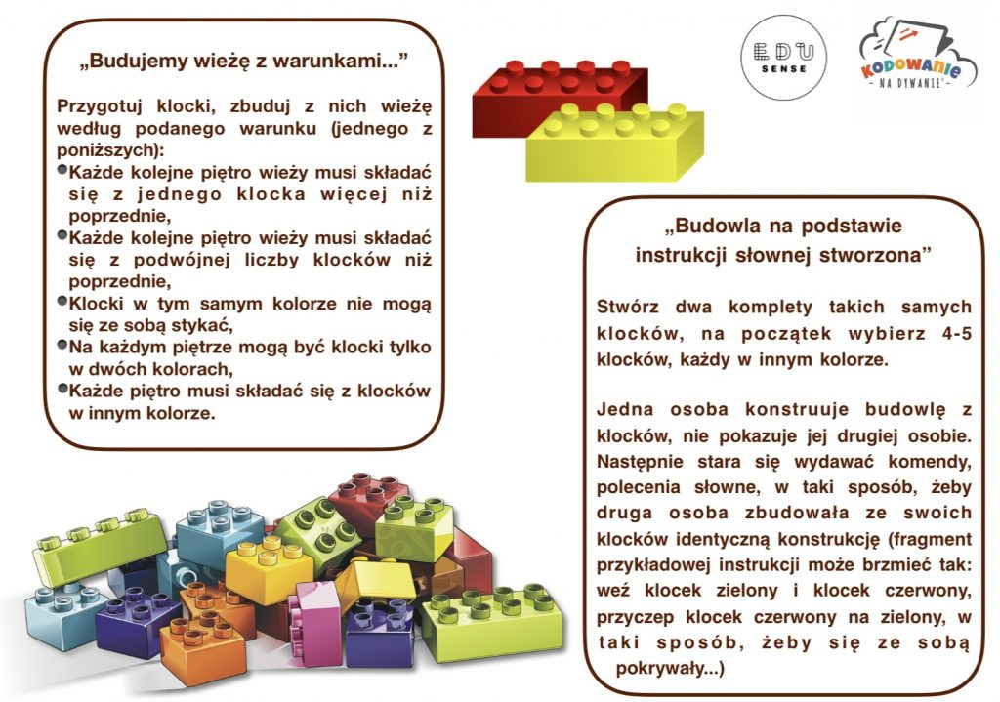 „Budujemy wieżę z warunkami...”
Przygotuj klocki, zbuduj z nich wieżę
według podanego warunku (jednego z
poniższych):
Każde kolejne piętro wieży musi składać
się z jednego klocka więcej niż
poprzednie,
Każde kolejne piętro wieży musi składać
się z podwójnej liczby klocków niż
poprzednie,
Klocki w tym samym kolorze nie mogą
się ze sobą stykać,
Na każdym piętrze mogą być klocki tylko
w dwóch kolorach,
Każde piętro musi składać się z klocków
w innym kolorze.
EDU
SENSE
KODOWANIE
- NA DYWANIE -
„Budowla na podstawie
instrukcji słownej stworzona”
Stwórz dwa komplety takich samych
klocków, na początek wybierz 4-5
klocków, każdy w innym kolorze.
Jedna osoba konstruuje budowlę z
klocków, nie pokazuje jej drugiej osobie.
Następnie stara się wydawać komendy,
polecenia słowne, w taki sposób, żeby
druga osoba zbudowała ze swoich
klocków identyczną konstrukcję (fragment
przykładowej instrukcji może brzmieć tak:
weź klocek zielony i klocek czerwony,
przyczep klocek czerwony na zielony, w
taki sposób, żeby się ze sobą
pokrywały...)